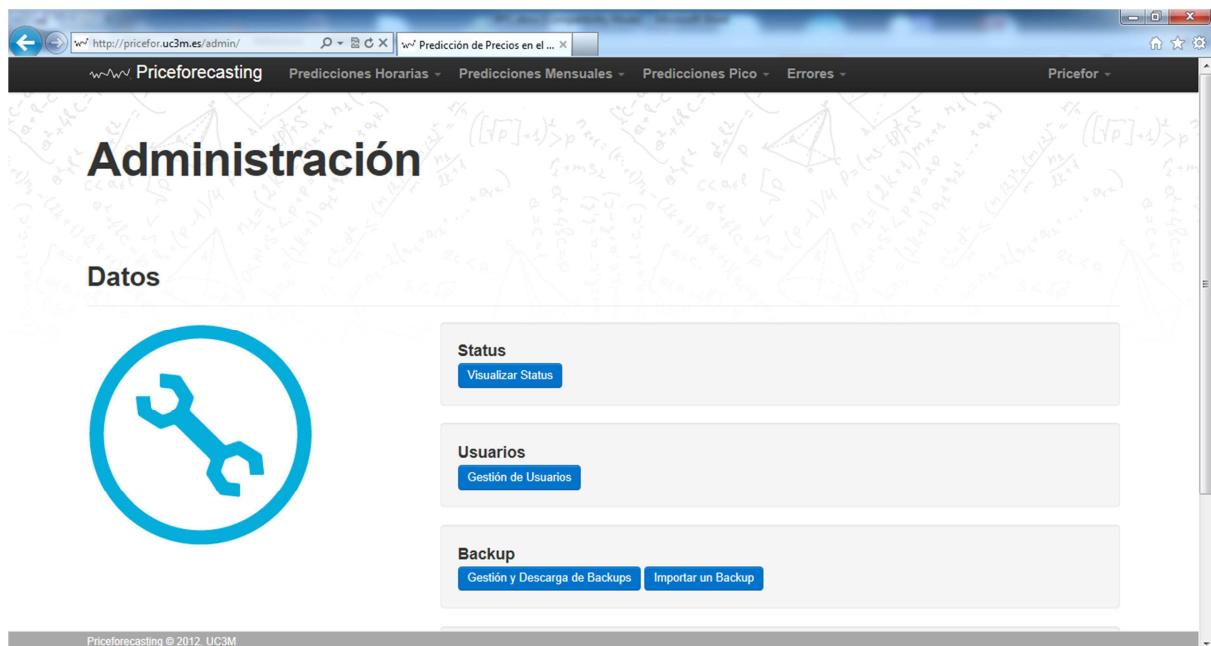 http://pricefor.uc3m.es/admin/
Predicción de Precios en el ...
Priceforecasting Predicciones Horarias Predicciones Mensuales Predicciones Pico Errores Pricefor
Administración
Datos
Status
Visualizar Status
Usuarios
Gestión de Usuarios
Backup
Gestión y Descarga de Backups Importar un Backup
Priceforecasting © 2012. UC3M